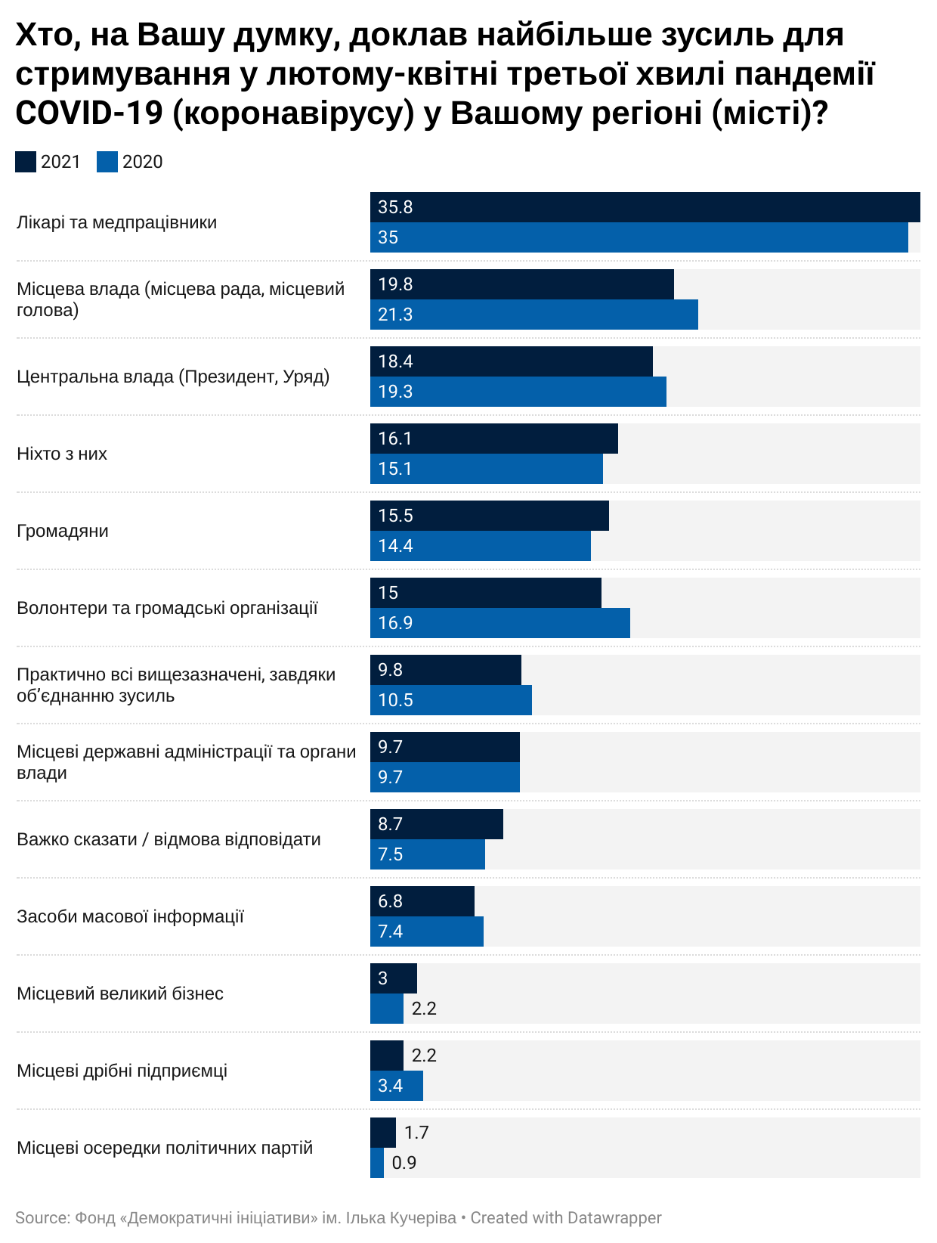 Хто, на Вашу думку, доклав найбільше зусиль для
стримування у лютому-квітні третьої хвилі пандемії
COVID-19 (коронавірусу) у Вашому регіоні (місті)?
2021 2020
Лікарі та медпрацівники
35.8
35
Місцева влада (місцева рада, місцевий
голова)
19.8
21.3
Центральна влада (Президент, Уряд)
18.4
19.3
Ніхто з них
16.1
15.1
Громадяни
15.5
14.4
Волонтери та громадські організації
15
16.9
Практично всі вищезазначені, завдяки
об’єднанню зусиль
9.8
10.5
Місцеві державні адміністрації та органи
влади
9.7
9.7
Важко сказати / відмова відповідати
8.7
7.5
Засоби масової інформації
6.8
7.4
Місцевий великий бізнес
3
2.2
Місцеві дрібні підприємці
2.2
3.4
Місцеві осередки політичних партій
1.7
0.9
Source: Фонд «Демократичні ініціативи» ім. Ілька Кучеріва • Created with Datawrapper